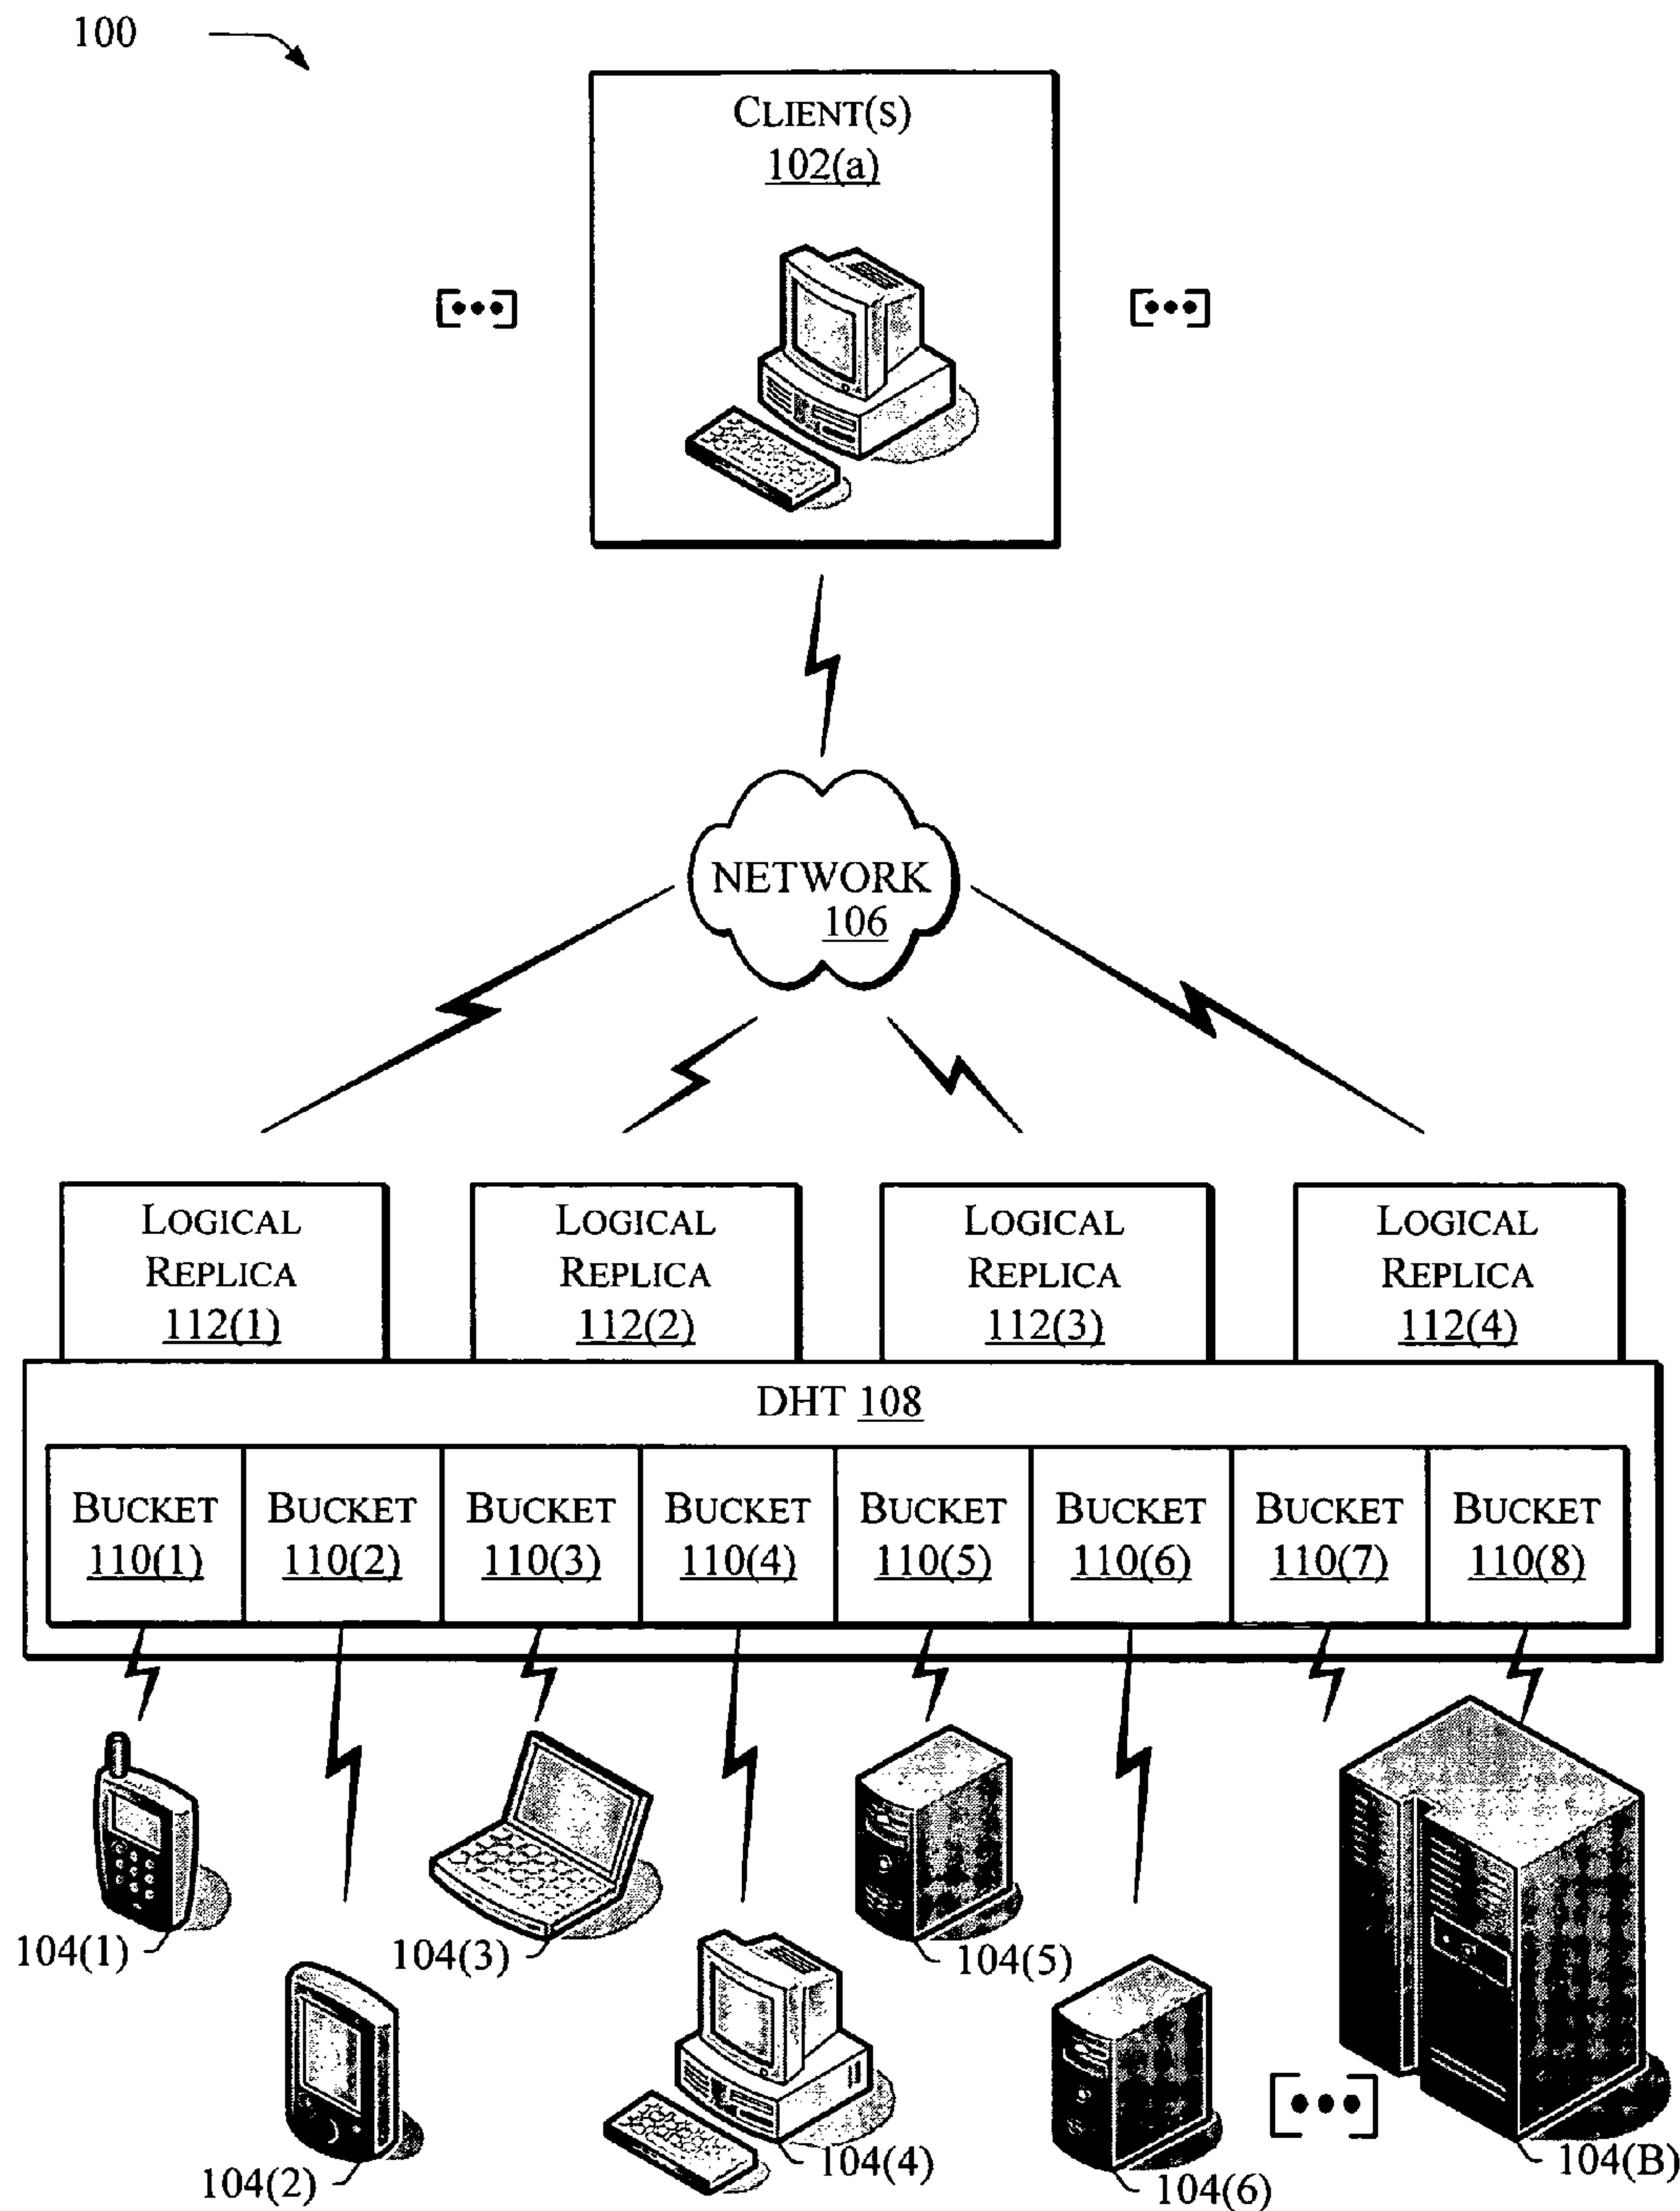 100
CLIENT(S)
102(a)
[•••]
[•••]
NETWORK
106
LOGICAL
REPLICA
112(1)
LOGICAL
REPLICA
112(2)
LOGICAL
REPLICA
112(3)
LOGICAL
REPLICA
112(4)
DHT 108
BUCKET
110(1)
BUCKET
110(2)
BUCKET
110(3)
BUCKET
110(4)
BUCKET
110(5)
BUCKET
110(6)
BUCKET
110(7)
BUCKET
110(8)
104(1)
104(3)
104(5)
[•••]
104(2)
104(4)
104(6)
104(B)